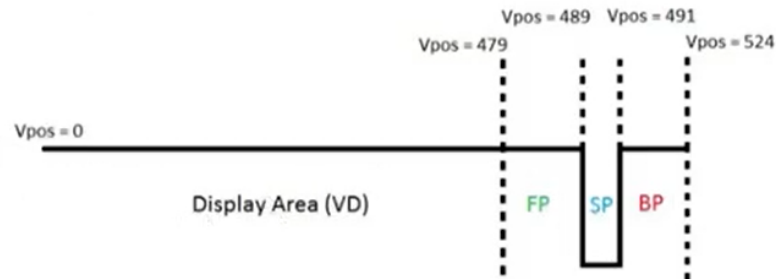 Vpos = 489 Vpos = 491
Vpos = 479 Vpos = 524
Vpos = 0
Display Area (VD) FP SP BP